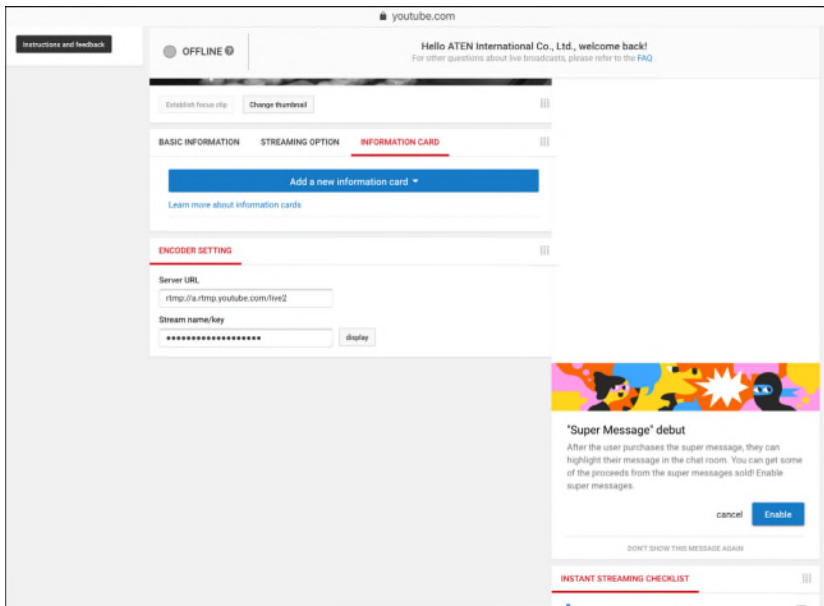 youtube.com
Instructions and feedback
OFFLINE
Hello ATEN International Co., Ltd., welcome back!
For other questions about live broadcasts, please refer to the FAQ .
Establish focus clip
Change thumbnail
BASIC INFORMATION
STREAMING OPTION
INFORMATION CARD
Add a new information card
Learn more about information cards
ENCODER SETTING
Server URL
rtmp://a.rtmp.youtube.com/live2
Stream name/key
•••••••••••••••••••
display
"Super Message" debut
After the user purchases the super message, they can
highlight their message in the chat room. You can get some
of the proceeds from the super messages sold! Enable
super messages.
cancel
Enable
DON'T SHOW THIS MESSAGE AGAIN
INSTANT STREAMING CHECKLIST